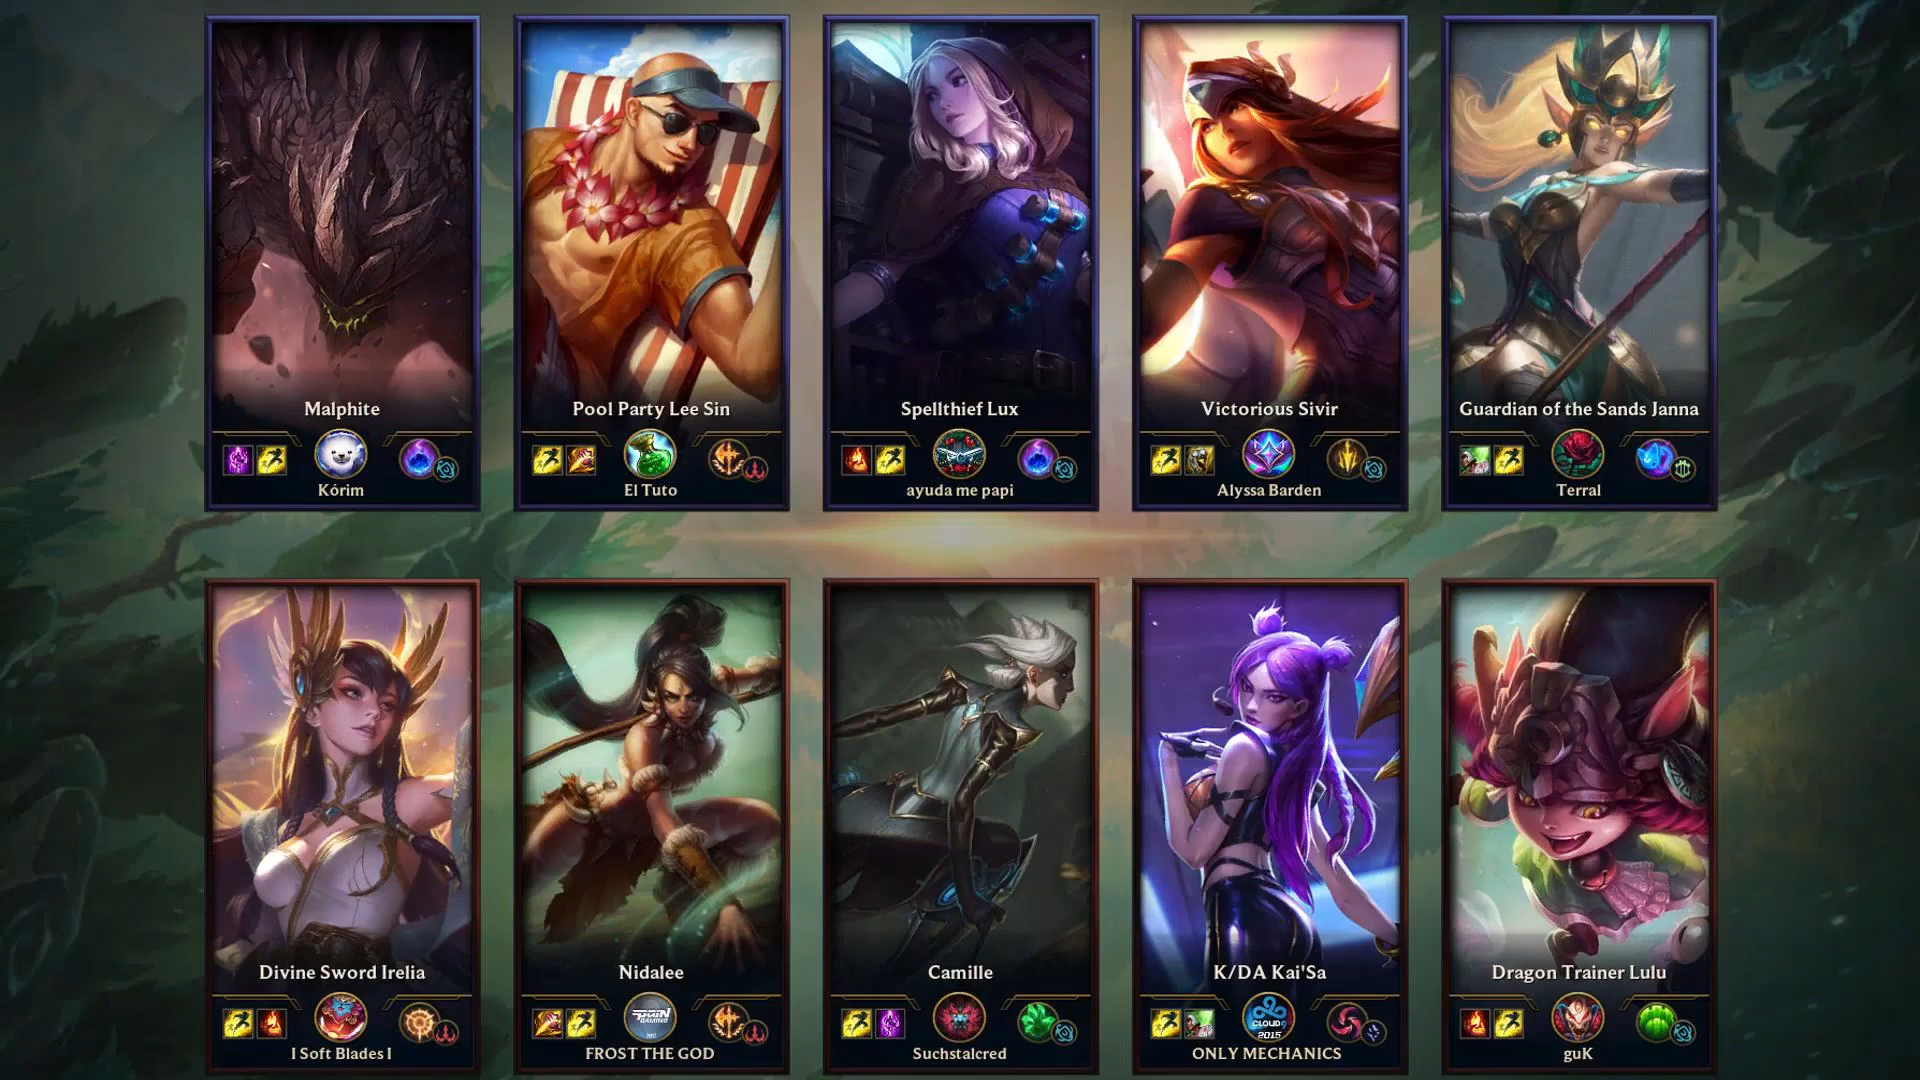 Malphite
Kórim
Pool Party Lee Sin
El Tuto
Spellthief Lux
ayuda me papi
Victorious Sivir
Alyssa Barden
Guardian of the Sands Janna
Terral
Divine Sword Irelia
I Soft Blades I
Nidalee
paiN
GAMING
FROST THE GOD
Camille
Suchstalcred
K/DA Kai'Sa
CLOUD9
2015
ONLY MECHANICS
Dragon Trainer Lulu
guK